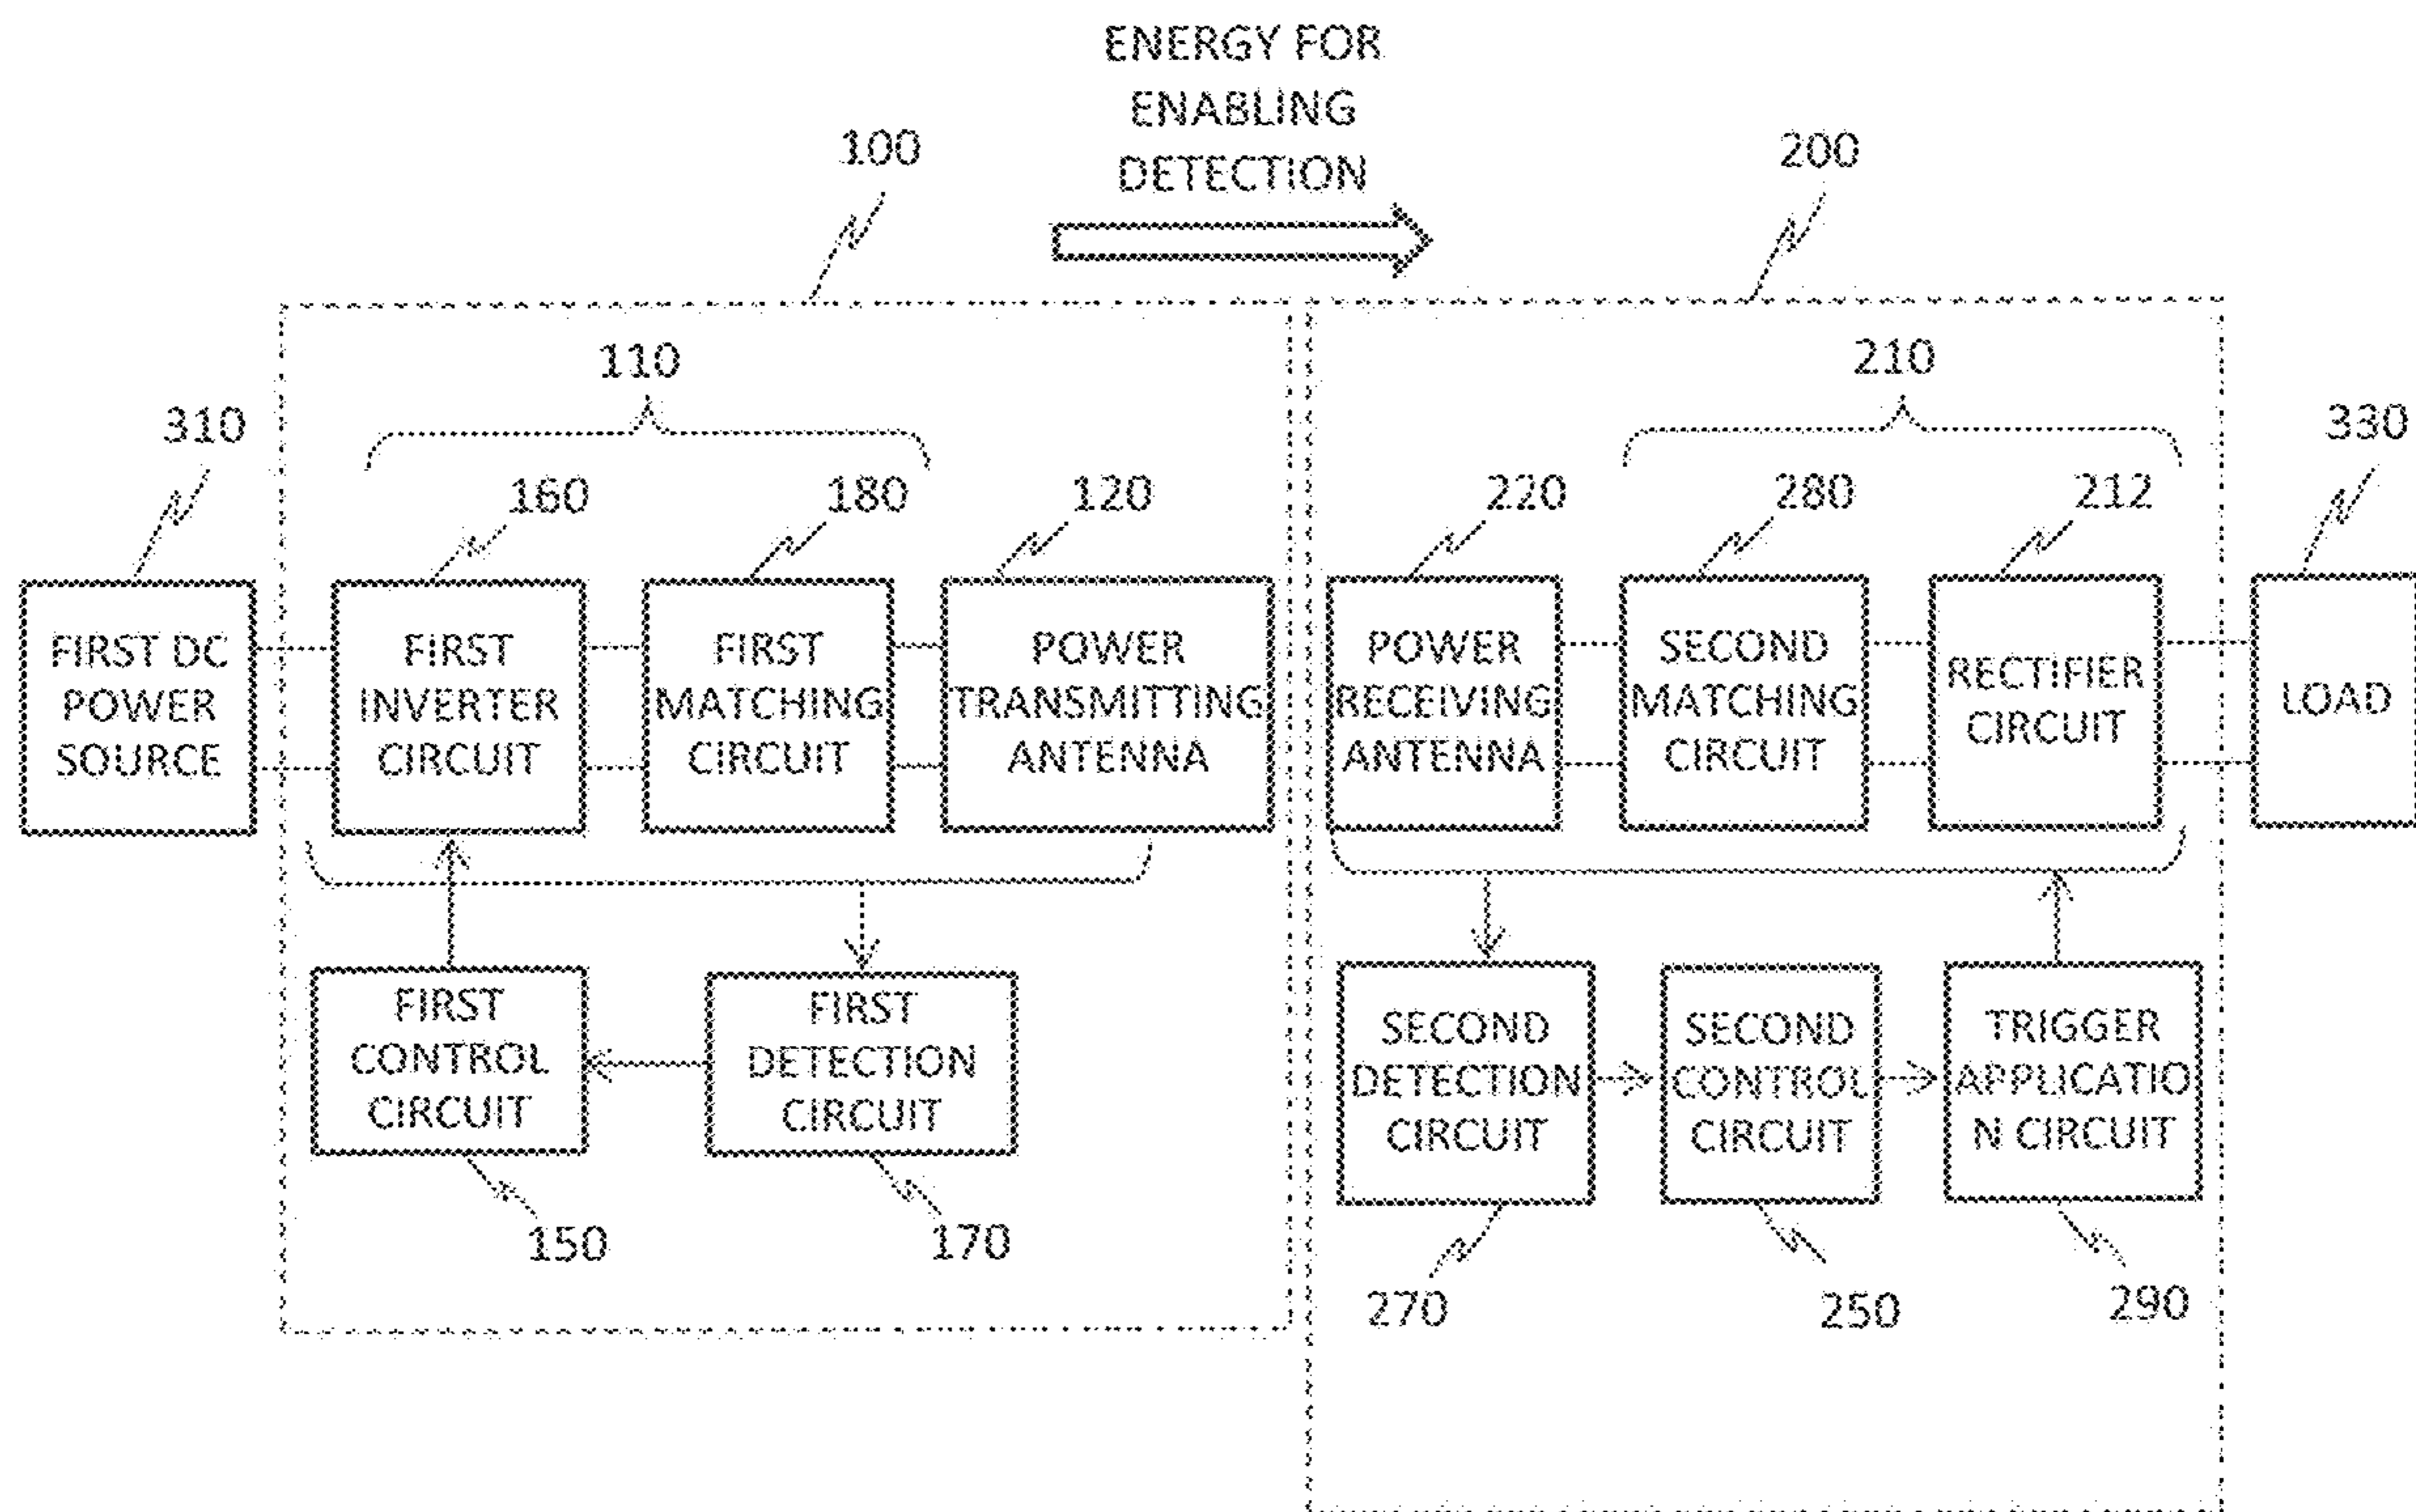 ENERGY FOR
ENABLING
DETECTION
100
200
110
210
310
330
160
180
120
220
280
212
FIRST DC
POWER
SOURCE
FIRST
INVERTER
CIRCUIT
FIRST
MATCHING
CIRCUIT
POWER
TRANSMITTING
ANTENNA
POWER
RECEIVING
ANTENNA
SECOND
MATCHING
CIRCUIT
RECTIFIER
CIRCUIT
LOAD
FIRST
CONTROL
CIRCUIT
FIRST
DETECTION
CIRCUIT
SECOND
DETECTION
CIRCUIT
SECOND
CONTROL
CIRCUIT
TRIGGER
APPLICATIO
N CIRCUIT
150
170
270
250
290